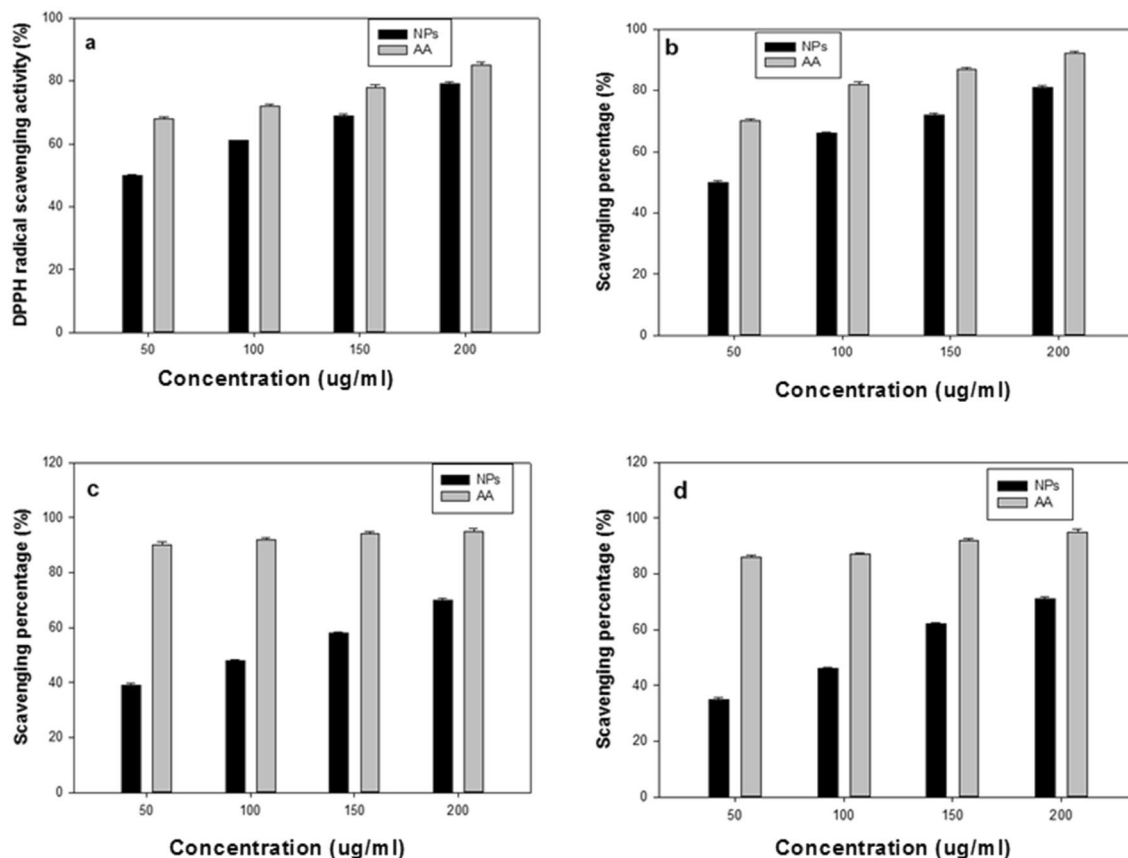 a
NPs
AA
DPPH radical scavenging activity (%)
100
80
60
40
20
0
50 100 150 200
Concentration (ug/ml)
b
NPs
AA
Scavenging percentage (%)
100
80
60
40
20
0
50 100 150 200
Concentration (ug/ml)
c
NPs
AA
Scavenging percentage (%)
120
100
80
60
40
20
0
50 100 150 200
Concentration (ug/ml)
d
NPs
AA
Scavenging percentage (%)
120
100
80
60
40
20
0
50 100 150 200
Concentration (ug/ml)